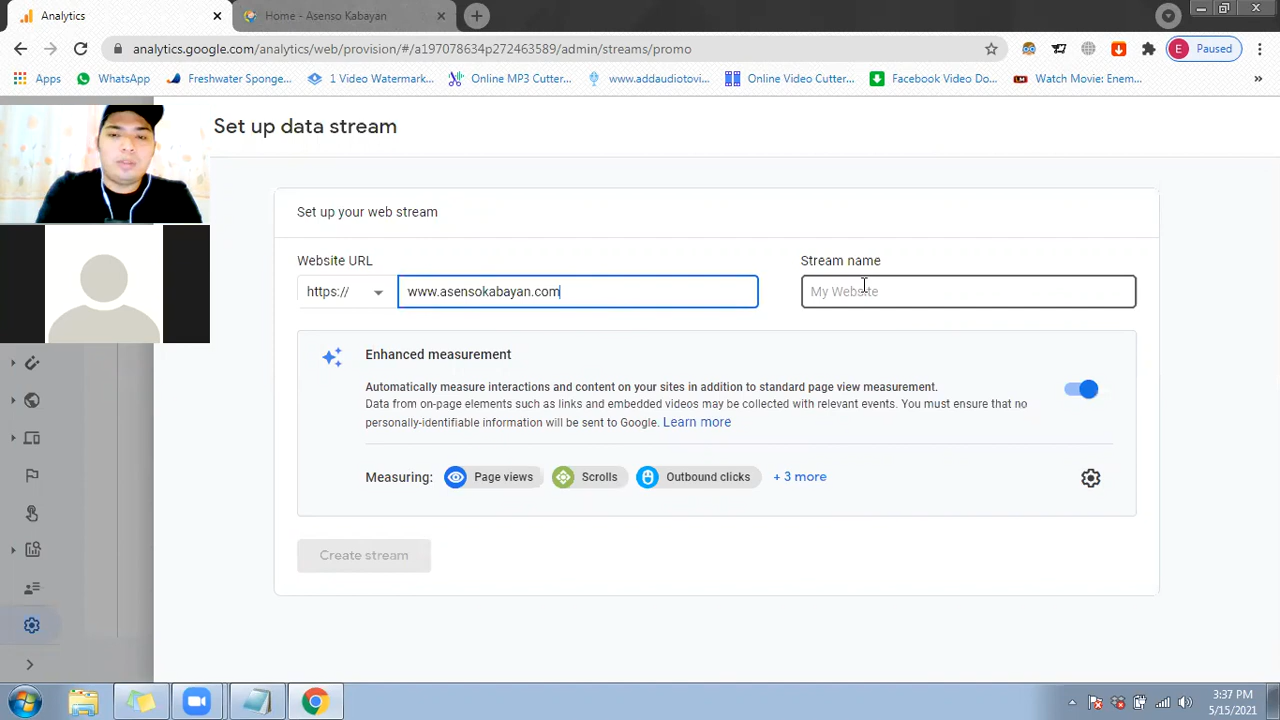 Analytics
Home - Asenso Kabayan
analytics.google.com/analytics/web/provision/#/a197078634p272463589/admin/streams/promo
E Paused
Apps
WhatsApp
Freshwater Sponge...
1 Video Watermark...
Online MP3 Cutter...
www.addaudiotovi...
Online Video Cutter...
Facebook Video Do...
Watch Movie: Enem...
»
Set up data stream
Set up your web stream
Website URL
Stream name
https://
www.asensokabayan.com
My Website
Enhanced measurement
Automatically measure interactions and content on your sites in addition to standard page view measurement.
Data from on-page elements such as links and embedded videos may be collected with relevant events. You must ensure that no
personally-identifiable information will be sent to Google. Learn more
Measuring:
Page views
Scrolls
Outbound clicks
+ 3 more
Create stream
3:37 PM
5/15/2021